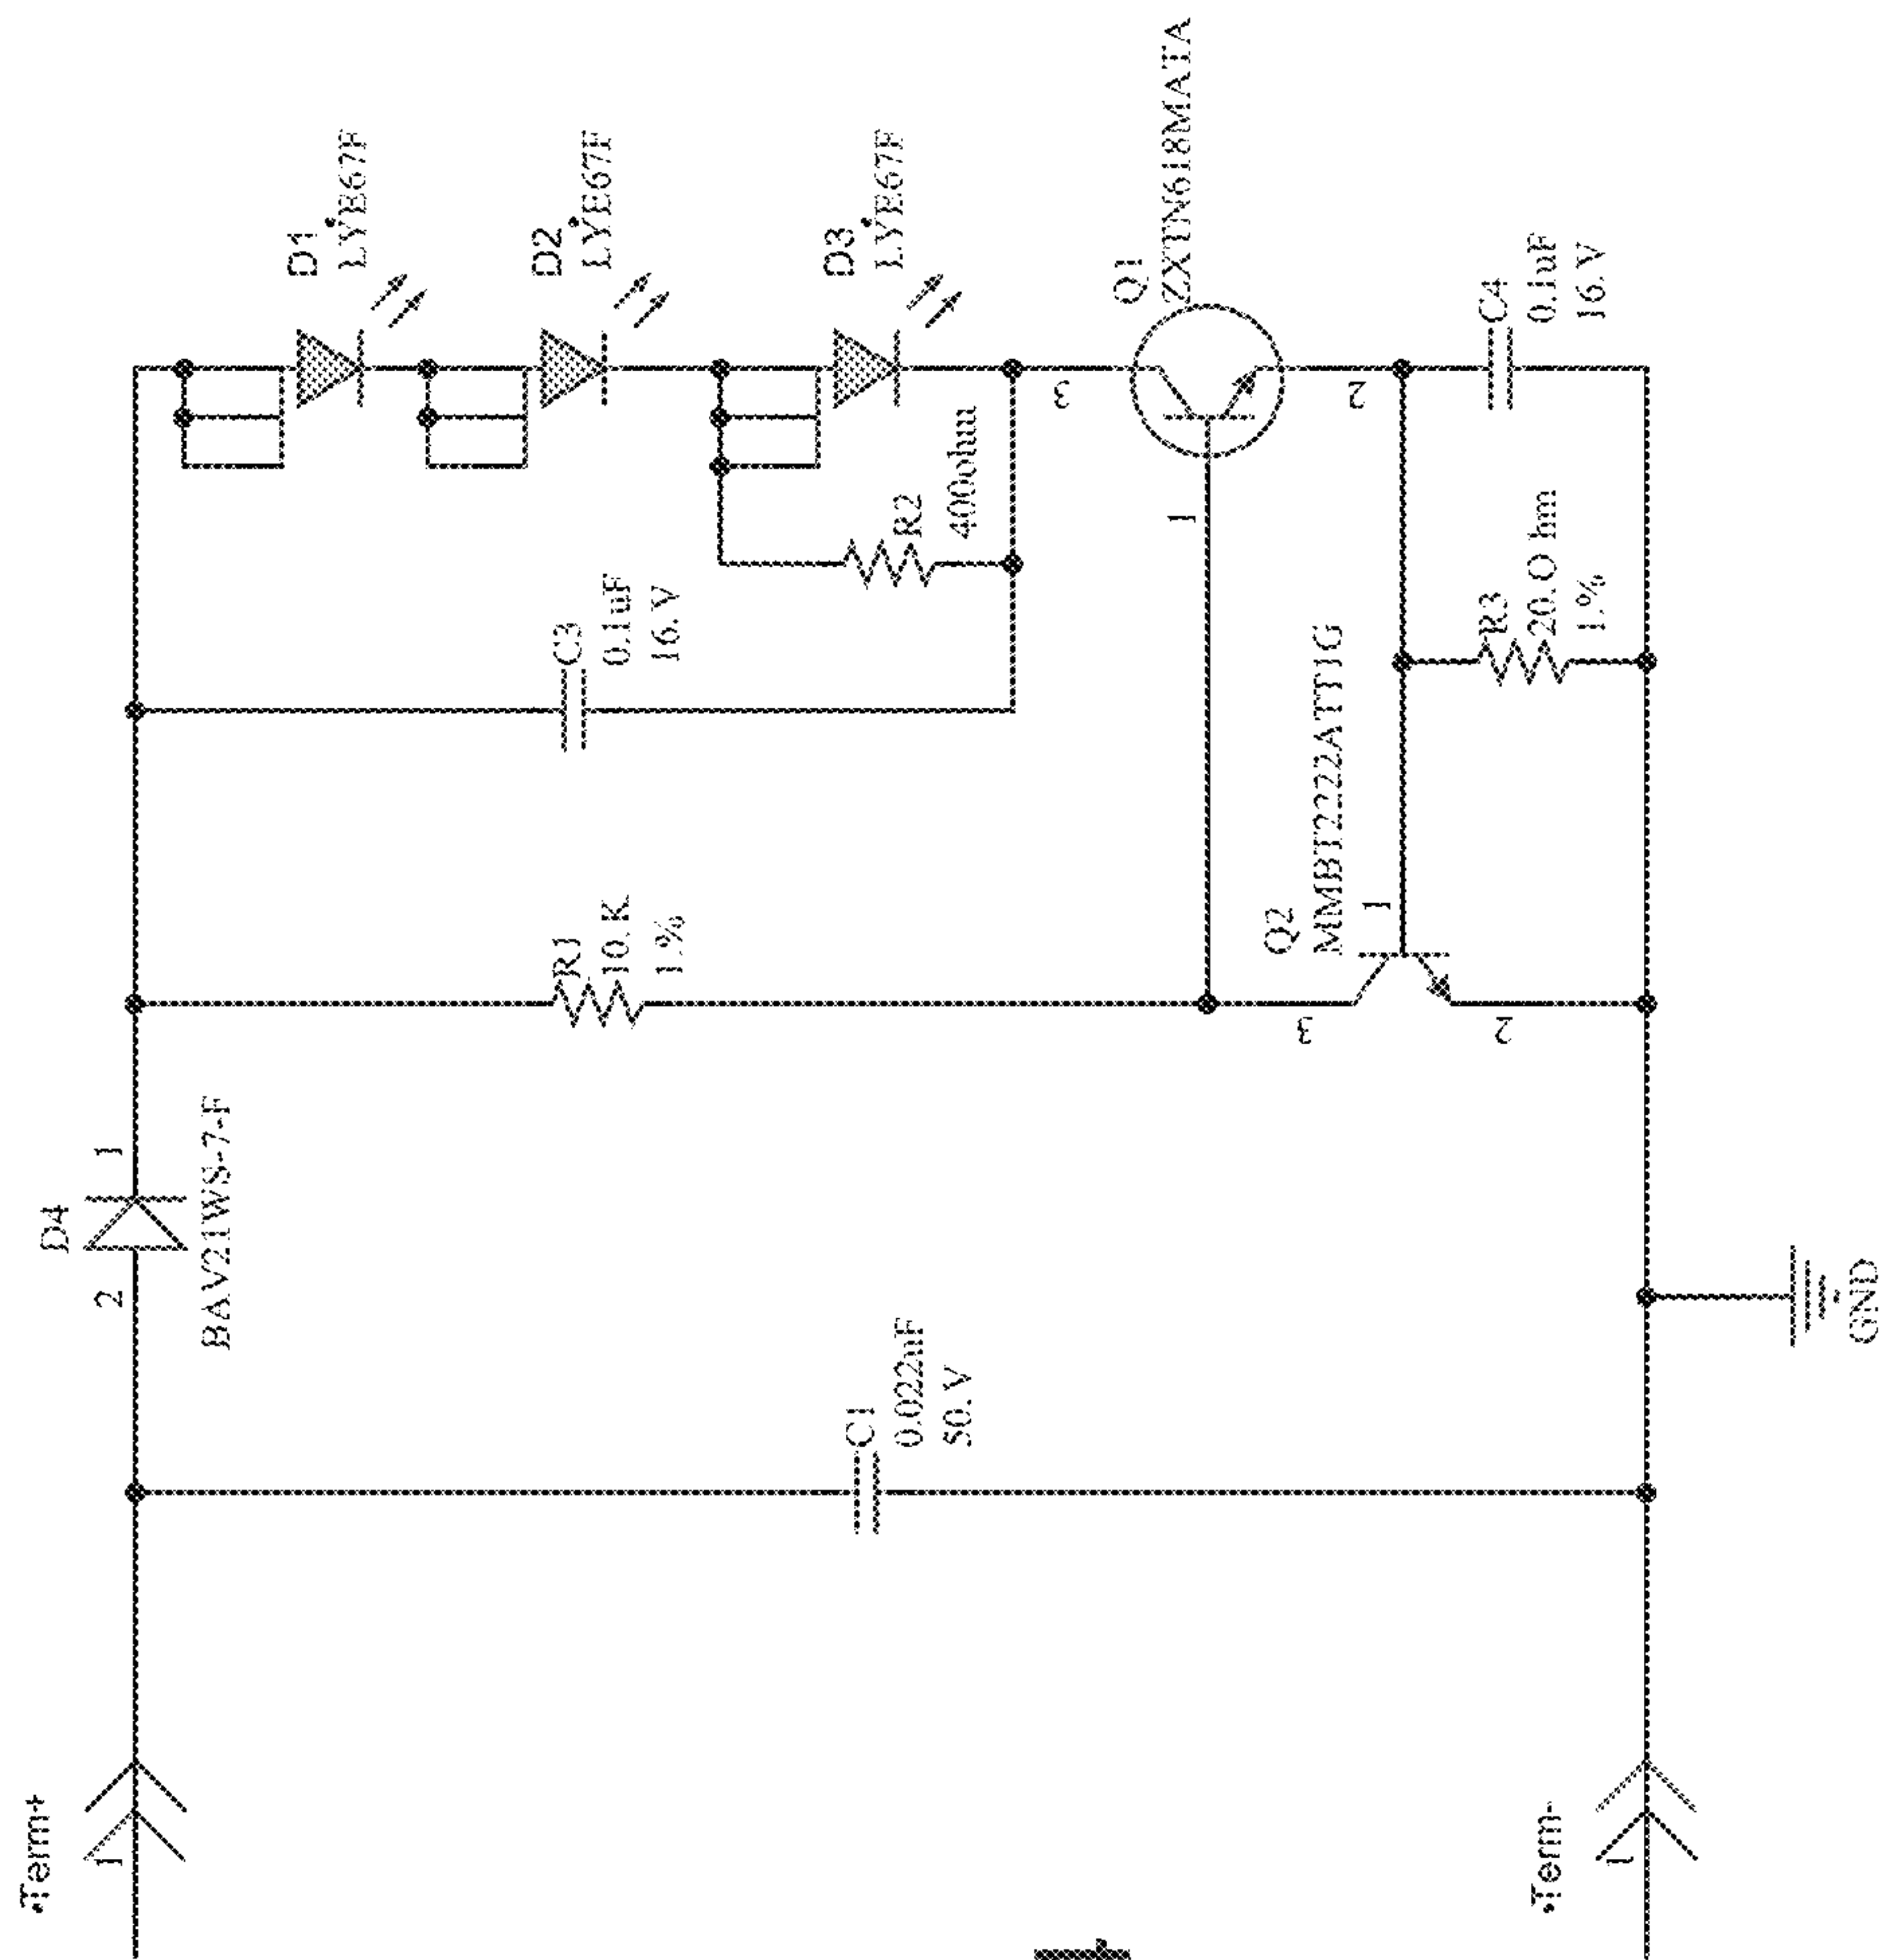 •Term+
1
D4
2
1
BAV21WS-7-F
C1
0.022uF
50.V
R1
10.K
1.%
C3
0.1uF
16.V
D1
LYE67F
D2
LYE67F
D3
LYE67F
R2
400ohm
3
Q1
ZXTN618MATA
1
2
Q2
MMBT2222ATT1G
1
3
2
R3
20.O hm
1.%
C4
0.1uF
16.V
GND
•Term-
1